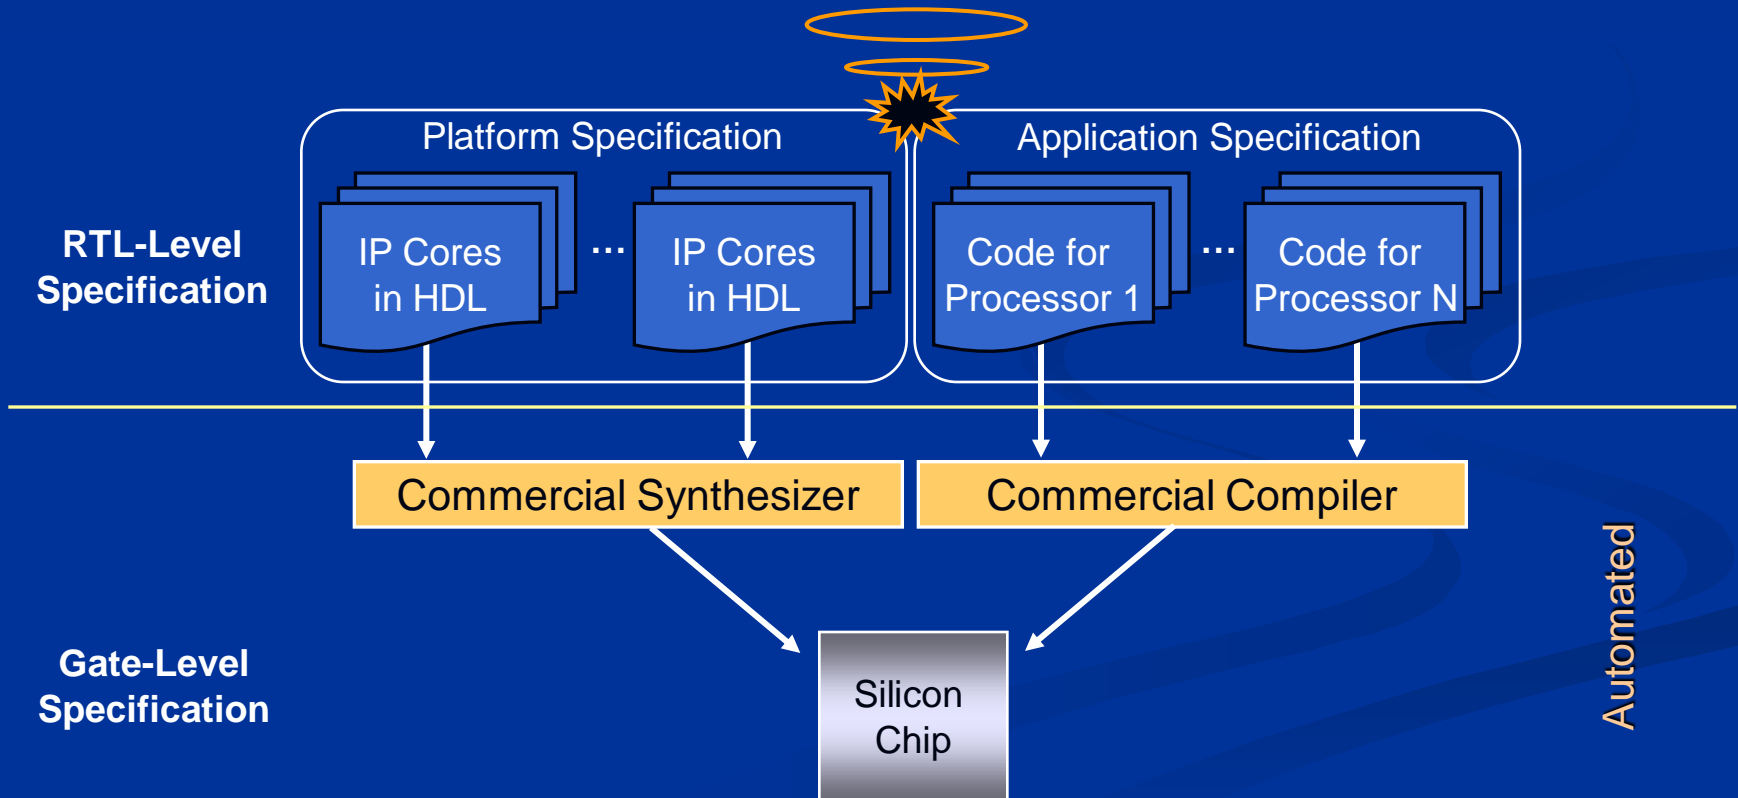 Platform Specification
Application Specification
RTL-Level
Specification
IP Cores
in HDL
...
IP Cores
in HDL
Code for
Processor 1
...
Code for
Processor N
Commercial Synthesizer
Commercial Compiler
Automated
Gate-Level
Specification
Silicon
Chip